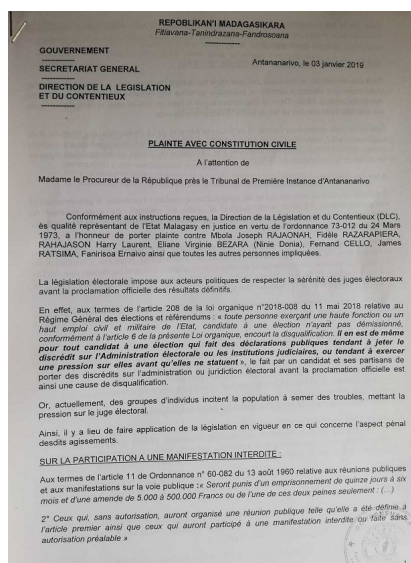 REPOBLIKAN'I MADAGASIKARA
Fitiavana-Tanindrazana-Fandrosoana
GOUVERNEMENT
SECRETARIAT GENERAL
Antananarivo, le 03 janvier 2019
DIRECTION DE LA LEGISLATION
ET DU CONTENTIEUX
PLAINTE AVEC CONSTITUTION CIVILE
A l'attention de
Madame le Procureur de la République près le Tribunal de Première Instance d'Antananarivo
Conformément aux instructions reçues, la Direction de la Législation et du Contentieux (DLC),
ès qualité représentant de l'Etat Malagasy en justice en vertu de l'ordonnance 73-012 du 24 Mars
1973, a l'honneur de porter plainte contre Mbola Joseph RAJAONAH, Fidèle RAZARAPIERA,
RAHAJASON Harry Laurent, Eliane Virginie BEZARA (Ninie Donia), Fernand CELLO, James
RATSIMA, Fanirisoa Ernaivo ainsi que toutes les autres personnes impliquées.
La législation électorale impose aux acteurs politiques de respecter la sérénité des juges électoraux
avant la proclamation officielle des résultats définitifs.
En effet, aux termes de l'article 208 de la loi organique n°2018-008 du 11 mai 2018 relative au
Régime Général des élections et référendums : « toute personne exerçant une haute fonction ou un
haut emploi civil et militaire de l'Etat, candidate à une élection n'ayant pas démissionné,
conformément à l'article 6 de la présente Loi organique, encourt la disqualification. Il en est de même
pour tout candidat à une élection qui fait des déclarations publiques tendant à jeter le
discrédit sur l'Administration électorale ou les institutions judiciaires, ou tendant à exercer
une pression sur elles avant qu'elles ne statuent », le fait par un candidat et ses partisans de
porter des discrédits sur l'administration ou juridiction électoral avant la proclamation officielle est
ainsi une cause de disqualification.
Or, actuellement, des groupes d'individus incitent la population à semer des troubles, mettant la
pression sur le juge électoral.
Ainsi, il y a lieu de faire application de la législation en vigueur en ce qui concerne l'aspect pénal
desdits agissements.
SUR LA PARTICIPATION A UNE MANIFESTATION INTERDITE :
Aux termes de l'article 11 de Ordonnance n° 60-082 du 13 août 1960 relative aux réunions publiques
et aux manifestations sur la voie publique :« Seront punis d'un emprisonnement de quinze jours à six
mois et d'une amende de 5.000 à 500.000 Francs ou de l'une de ces deux peines seulement : (…)
2° Ceux qui, sans autorisation, auront organisé une réunion publique telle qu'elle a été définie à
l'article premier ainsi que ceux qui auront participé à une manifestation interdite ou faite sans
autorisation préalable »